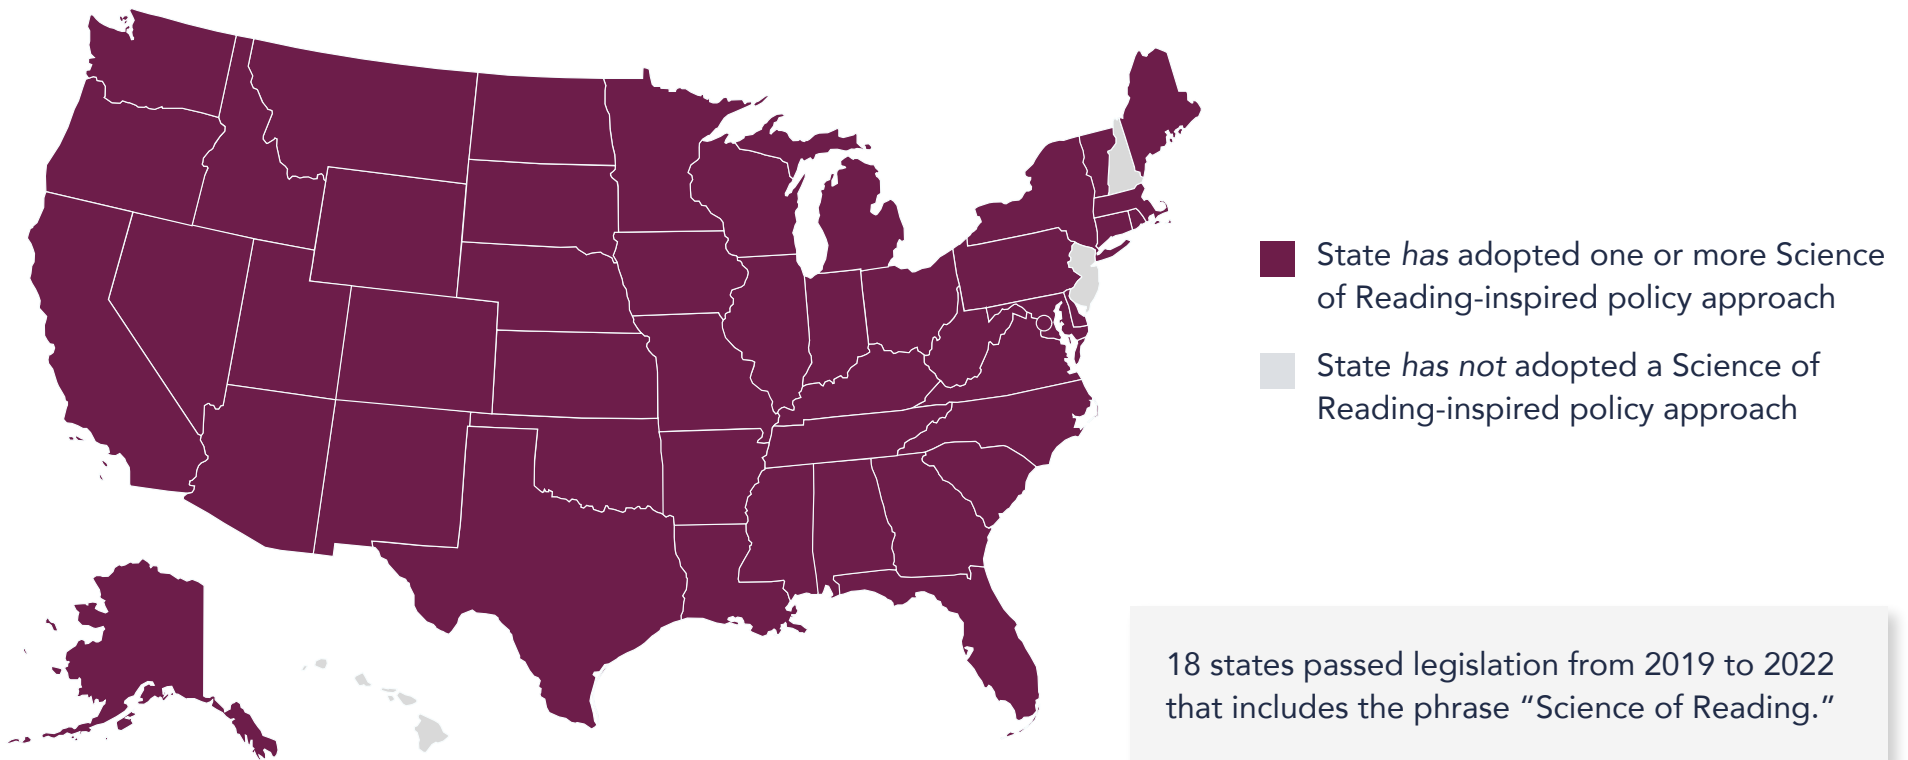 State has adopted one or more Science
of Reading-inspired policy approach
State has not adopted a Science of
Reading-inspired policy approach
18 states passed legislation from 2019 to 2022
that includes the phrase “Science of Reading.”